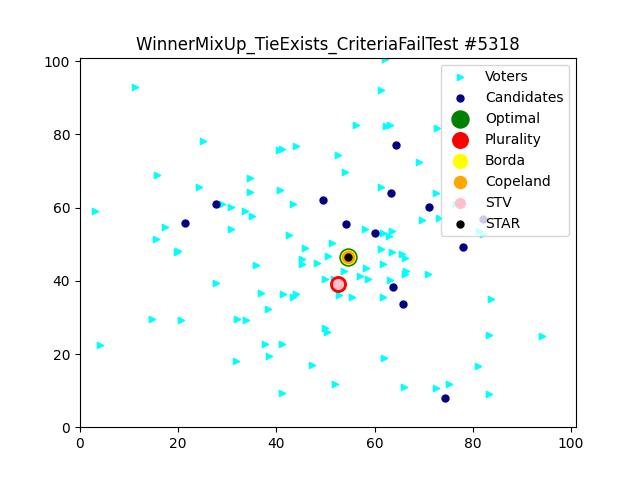 WinnerMixUp_TieExists_CriteriaFailTest #5318
100
80
60
40
20
0
0 20 40 60 80 100
Voters
Candidates
Optimal
Plurality
Borda
Copeland
STV
STAR